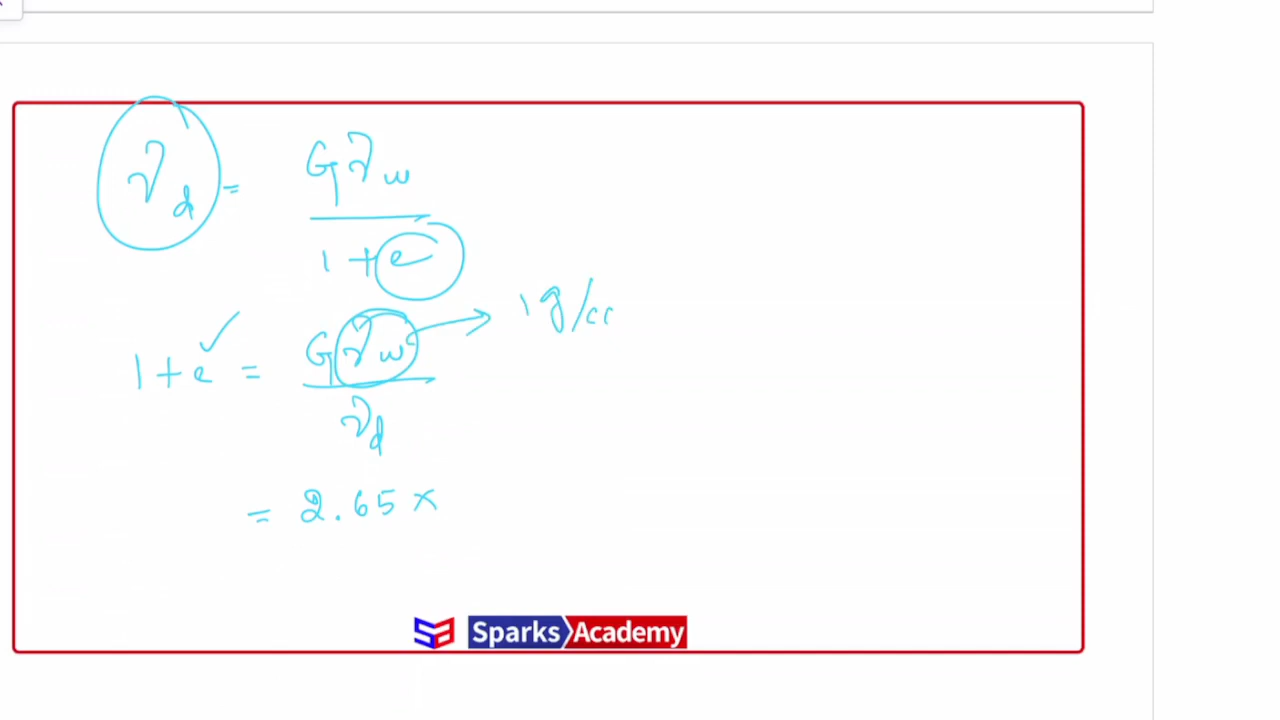 γd = Gγw / 1 + e
1 + e = Gγw / γd → 1 g/cc
= 2.65 ×
Sparks Academy